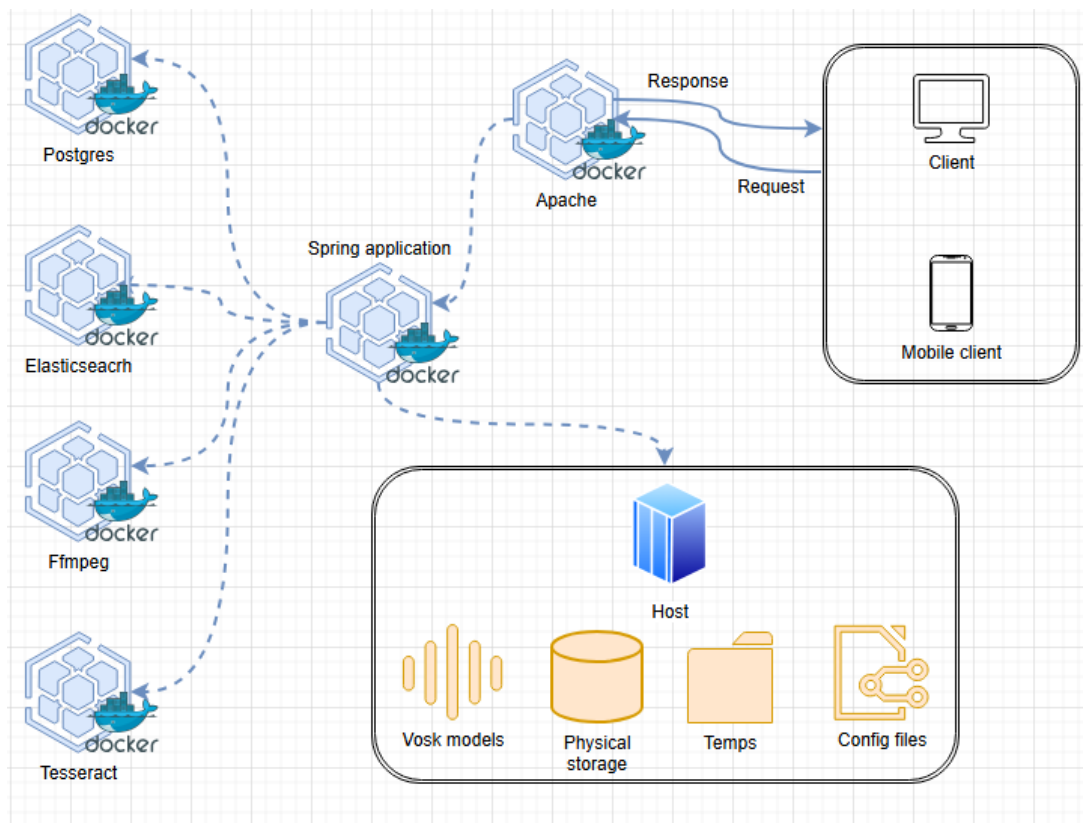 docker
Postgres
Response
docker
Apache
Request
Client
Mobile client
Spring application
docker
docker
Elasticseacrh
docker
Ffmpeg
docker
Tesseract
Host
Vosk models
Physical
storage
Temps
Config files